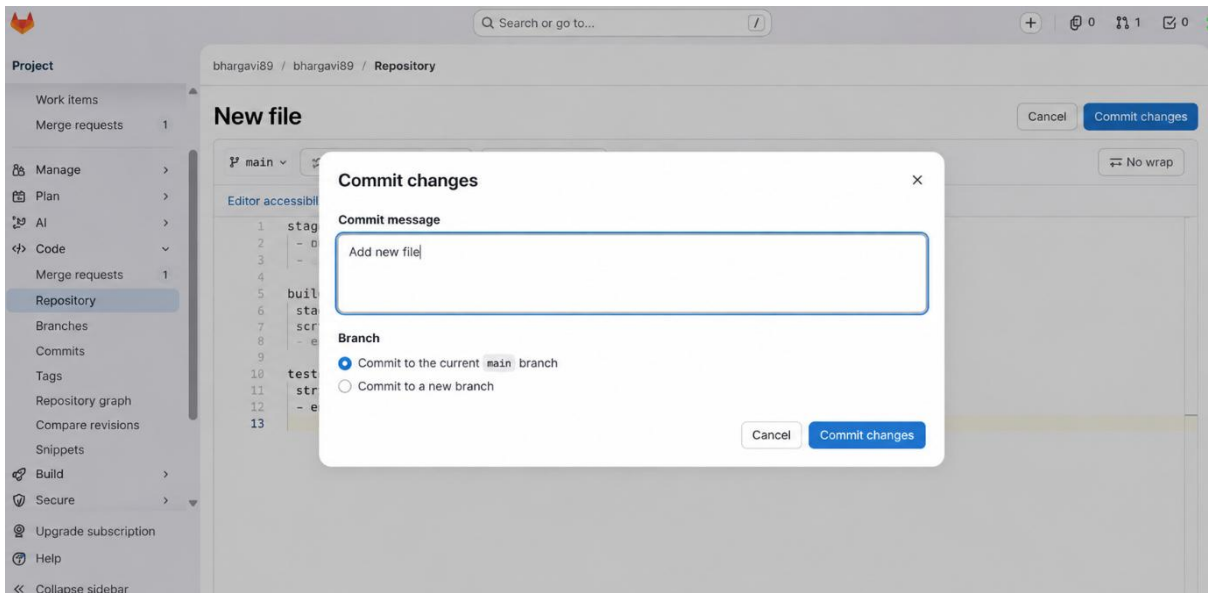 Search or go to...
/
0
1
0
Project
bhargavi89 / bhargavi89 / Repository
Work items
Merge requests 1
Manage
Plan
AI
Code
Merge requests 1
Repository
Branches
Commits
Tags
Repository graph
Compare revisions
Snippets
Build
Secure
Upgrade subscription
Help
Collapse sidebar
New file
Cancel
Commit changes
main
No wrap
Editor
1 stag
2 -
3 -
4
5 buil
6 sta
7 scr
8 - e
9
10 test
11 str
12 - e
13
Commit changes
Commit message
Add new file
Branch
Commit to the current main branch
Commit to a new branch
Cancel
Commit changes